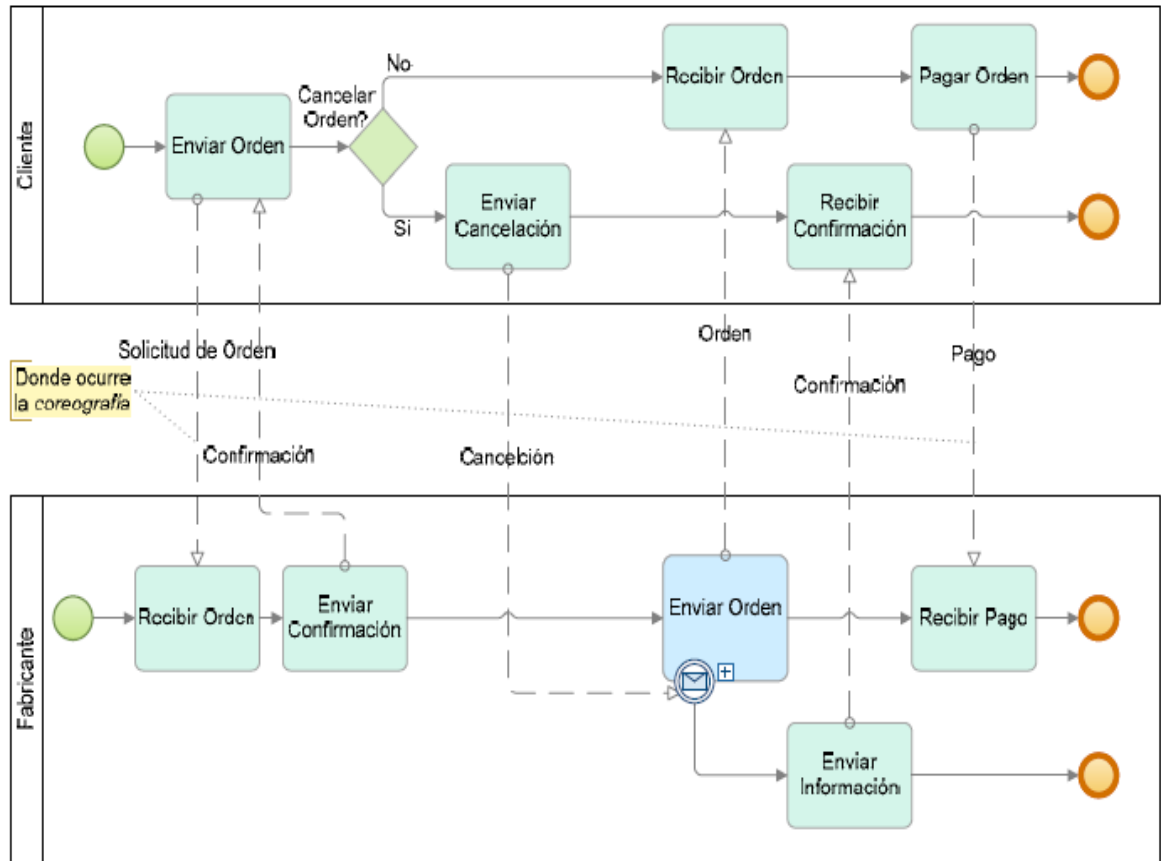 Cliente
No
Cancelar
Orden?
Si
Enviar Orden
Enviar
Cancelación
Recibir Orden
Pagar Orden
Recibir
Confirmación
Solicitud de Orden
Donde ocurre
la coreografía
Confirmación
Cancelción
Orden
Confirmación
Pago
Fabricante
Recibir Orden
Enviar
Confirmación
Enviar Orden
Recibir Pago
Enviar
Información